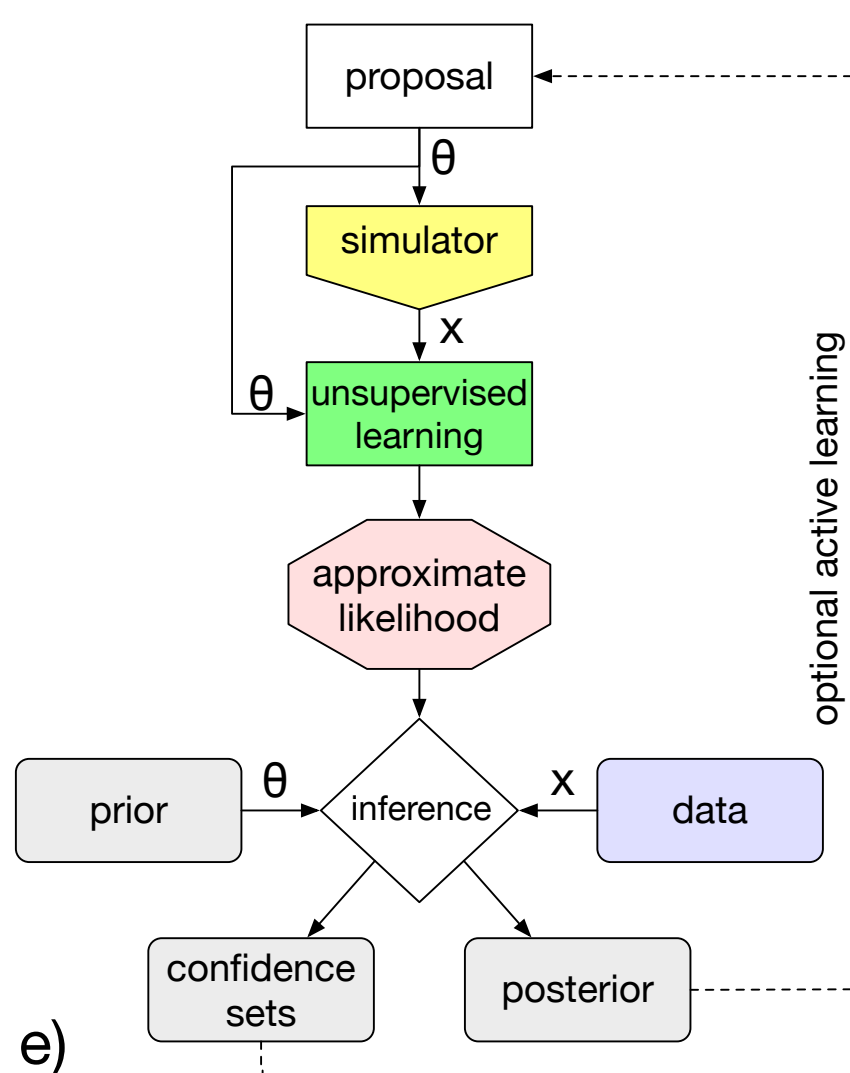 proposal
θ
simulator
x
θ
unsupervised
learning
approximate
likelihood
optional active learning
prior
θ
inference
x
data
confidence
sets
posterior
e)